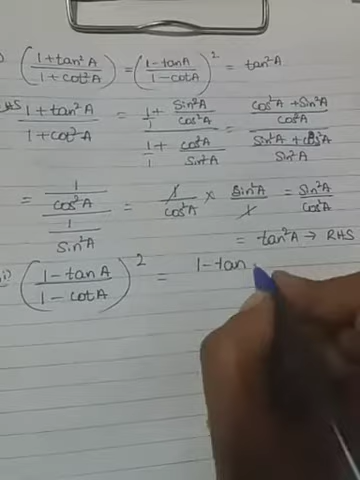 ) ((1+tan²A)/(1+cot²A)) = ((1-tanA)/(1-cotA))² = tan²A
HS (1+tan²A)/(1+cot²A) = (1/1 + sin²A/cos²A)/(1/1 + cos²A/sin²A) = ((cos²A+sin²A)/cos²A)/((sin²A+cos²A)/sin²A)
= (1/cos²A)/(1/sin²A) = 1/cos²A × sin²A/1 = sin²A/cos²A
= tan²A → RHS
i) ((1-tanA)/(1-cotA))² = 1-tan